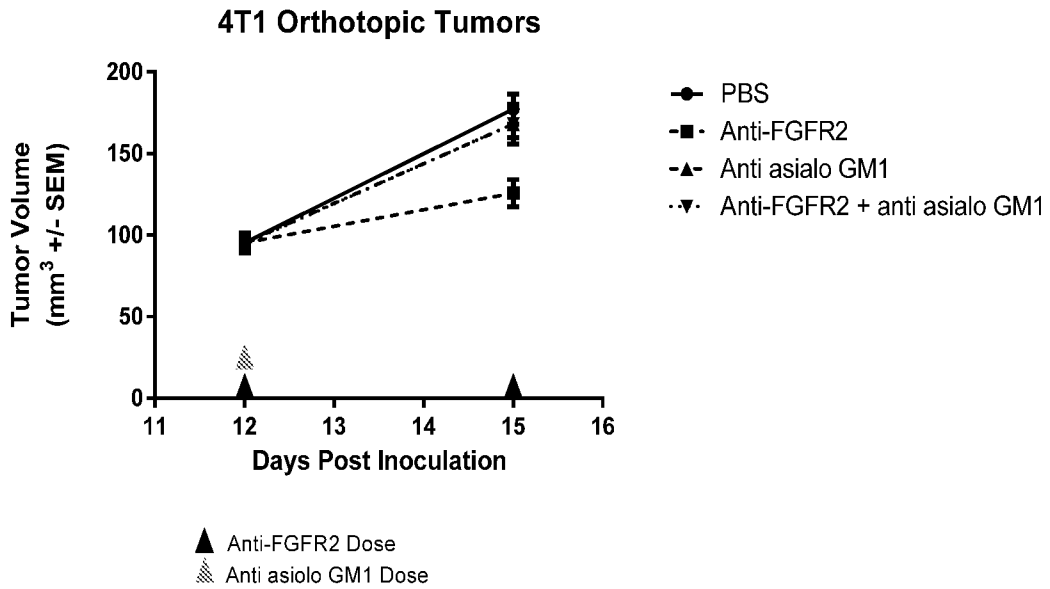 4T1 Orthotopic Tumors
200
150
100
50
0
Tumor Volume
(mm³ +/- SEM)
11 12 13 14 15 16
Days Post Inoculation
PBS
Anti-FGFR2
Anti asialo GM1
Anti-FGFR2 + anti asialo GM1
Anti-FGFR2 Dose
Anti asiolo GM1 Dose